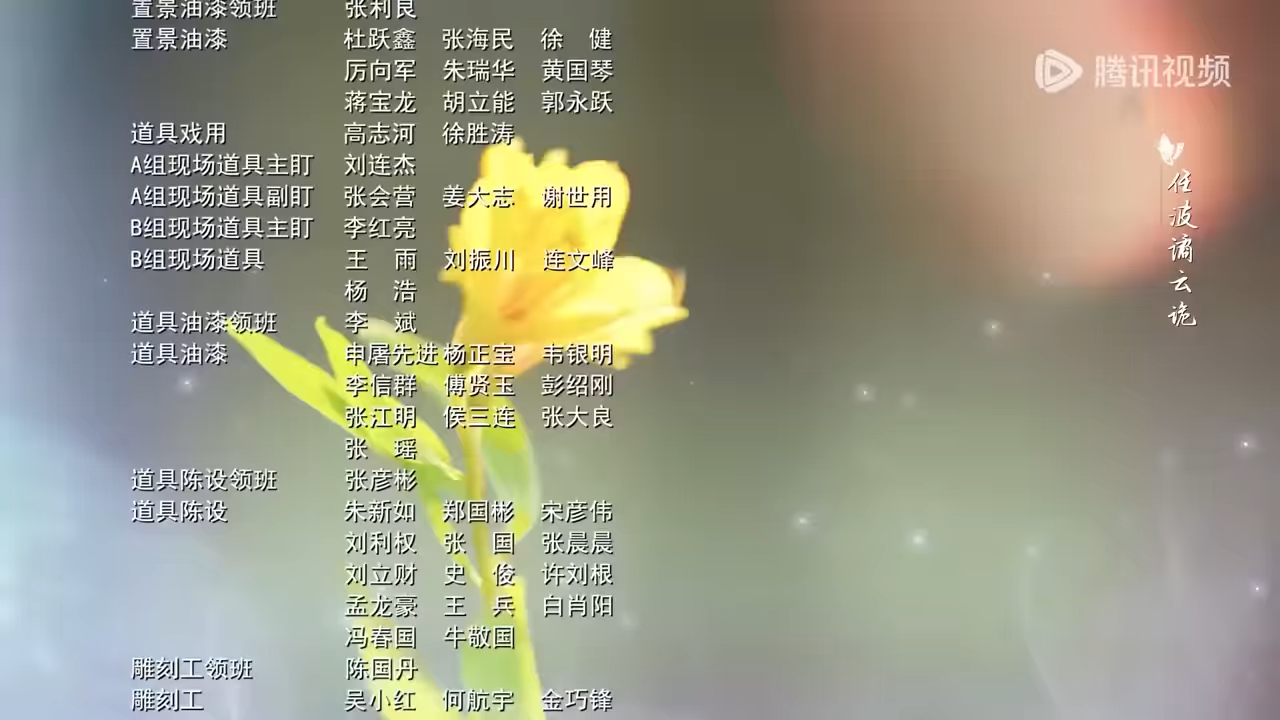 置景油漆领班 张利良
置景油漆 杜跃鑫 张海民 徐 健
厉向军 朱瑞华 黄国琴
蒋宝龙 胡立能 郭永跃
道具戏用 高志河 徐胜涛
A组现场道具主盯 刘连杰
A组现场道具副盯 张会营 姜大志 谢世用
B组现场道具主盯 李红亮
B组现场道具 王 雨 刘振川 连文峰
杨 浩
道具油漆领班 李 斌
道具油漆 申屠先进 杨正宝 韦银明
李信群 傅贤玉 彭绍刚
张江明 侯三连 张大良
张 瑶
道具陈设领班 张彦彬
道具陈设 朱新如 郑国彬 宋彦伟
刘利权 张 国 张晨晨
刘立财 史 俊 许刘根
孟龙豪 王 兵 白肖阳
冯春国 牛敬国
雕刻工领班 陈国丹
雕刻工 吴小红 何航宇 金巧锋
腾讯视频
任波谲云诡